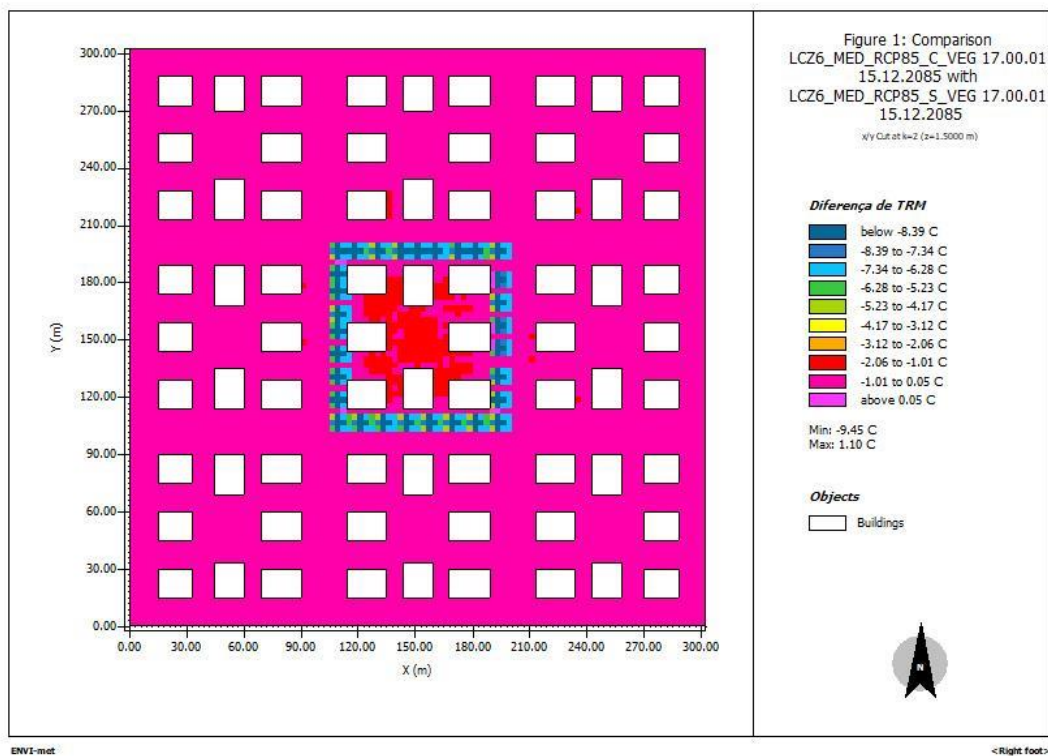 Figure 1: Comparison
LCZ6_MED_RCP85_C_VEG 17.00.01
15.12.2085 with
LCZ6_MED_RCP85_S_VEG 17.00.01
15.12.2085
x/y Cut at k=2 (z=1.5000 m)
Diferença de TRM
below -8.39 C
-8.39 to -7.34 C
-7.34 to -6.28 C
-6.28 to -5.23 C
-5.23 to -4.17 C
-4.17 to -3.12 C
-3.12 to -2.06 C
-2.06 to -1.01 C
-1.01 to 0.05 C
above 0.05 C
Min: -9.45 C
Max: 1.10 C
Objects
Buildings
N
300.00
270.00
240.00
210.00
180.00
150.00
120.00
90.00
60.00
30.00
0.00
Y (m)
0.00 30.00 60.00 90.00 120.00 150.00 180.00 210.00 240.00 270.00 300.00
X (m)
ENVI-met
<Right foot>